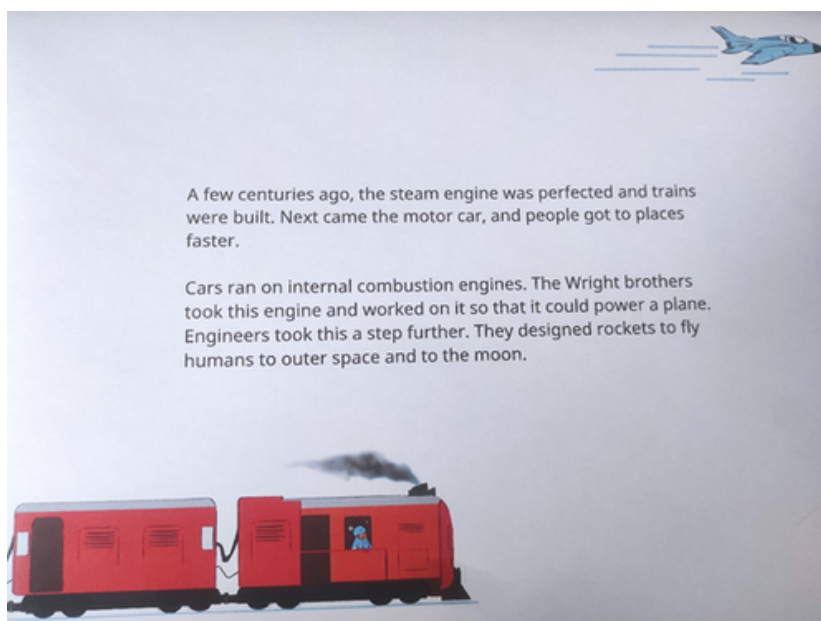 A few centuries ago, the steam engine was perfected and trains
were built. Next came the motor car, and people got to places
faster.
Cars ran on internal combustion engines. The Wright brothers
took this engine and worked on it so that it could power a plane.
Engineers took this a step further. They designed rockets to fly
humans to outer space and to the moon.